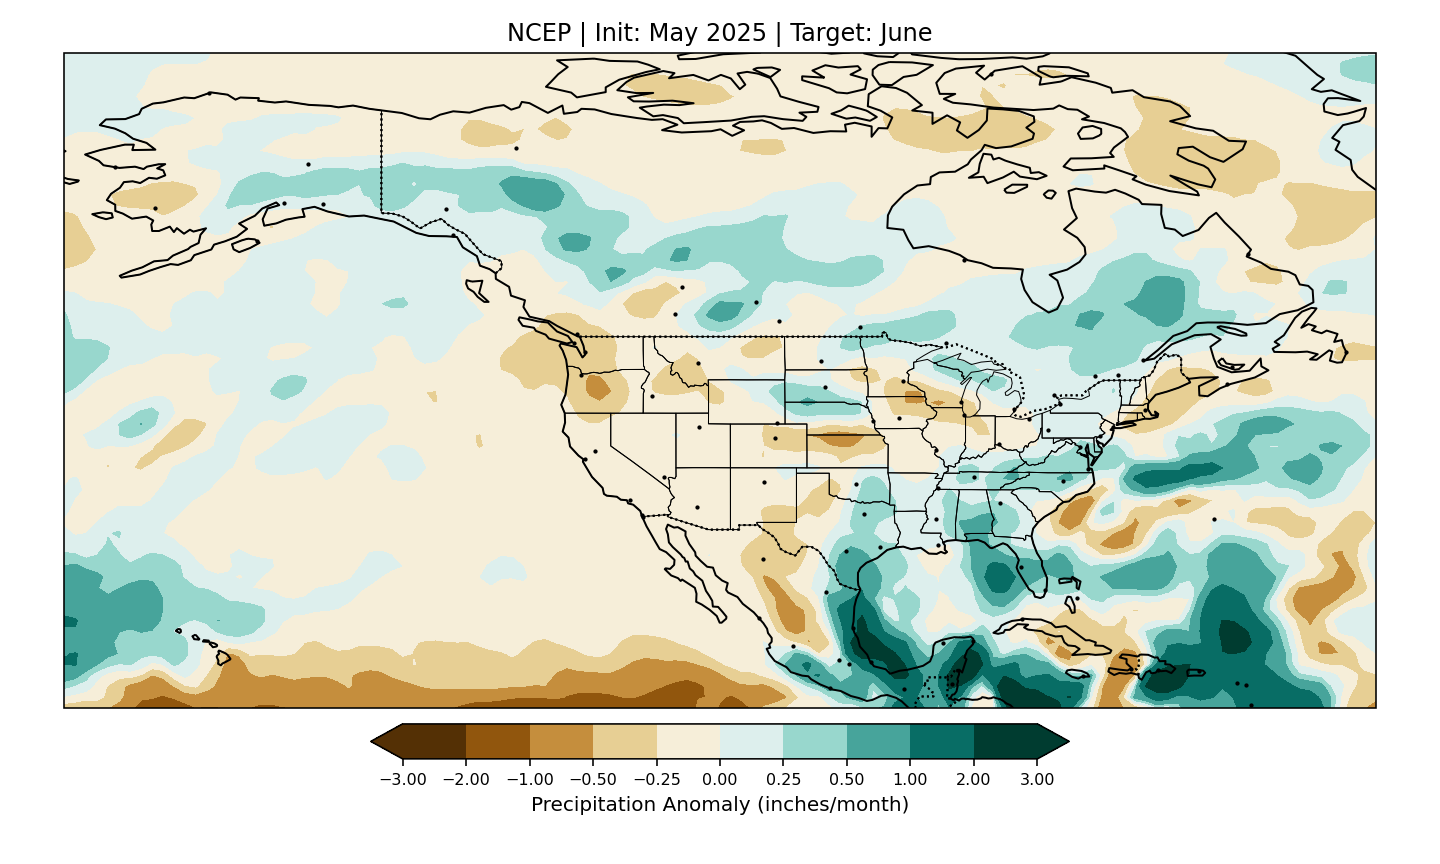 NCEP | Init: May 2025 | Target: June
−3.00 −2.00 −1.00 −0.50 −0.25 0.00 0.25 0.50 1.00 2.00 3.00
Precipitation Anomaly (inches/month)